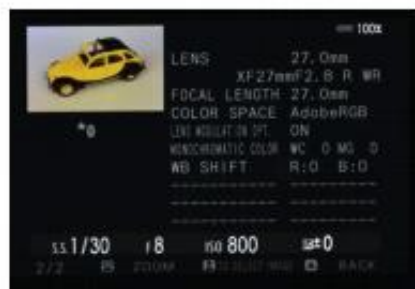 100%
LENS 27.0mm
XF27mmF2.8 R WR
FOCAL LENGTH 27.0mm
COLOR SPACE AdobeRGB
LENS MODULATION OPT. ON
MONOCHROMATIC COLOR WC 0 MG 0
WB SHIFT R:0 B:0
*0
S.S. 1/30 F8 ISO 800 ±0
2/2 ZOOM BACK